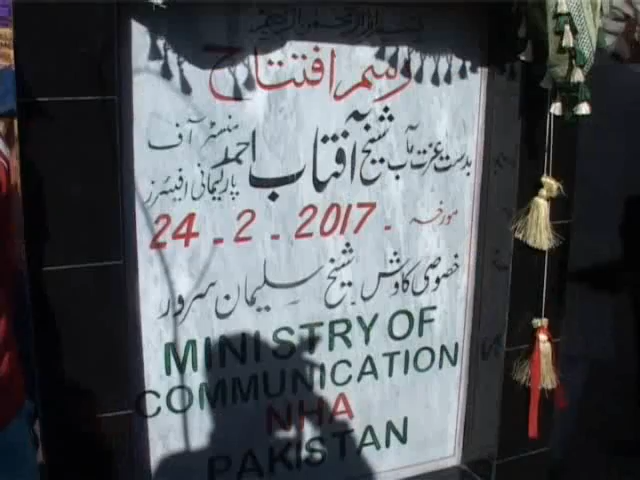 بسم اللہ الرحمن الرحیم
رسم افتتاح
بدست عزت مآب شیخ آفتاب احمد منسٹر آف پارلیمانی افیئرز
مورخہ 24 - 2 - 2017
خصوصی کاوش شیخ سلیمان سرور
MINISTRY OF
COMMUNICATION
NHA
PAKISTAN